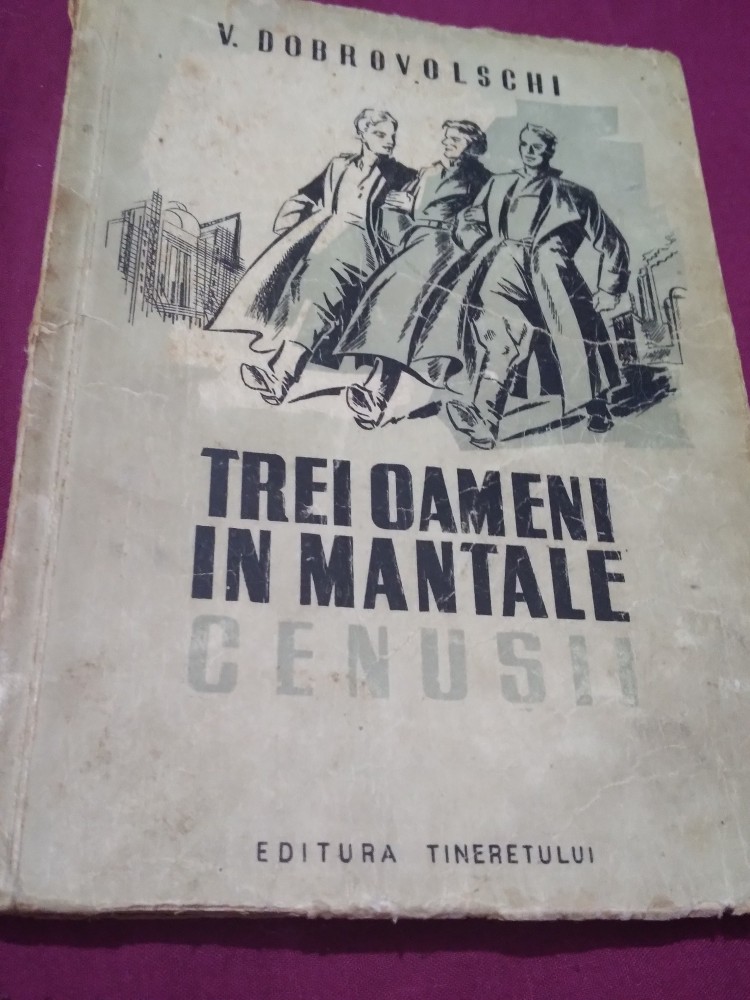 V. DOBROVOLSCHI
TREI OAMENI
IN MANTALE
CENUSII
EDITURA TINERETULUI